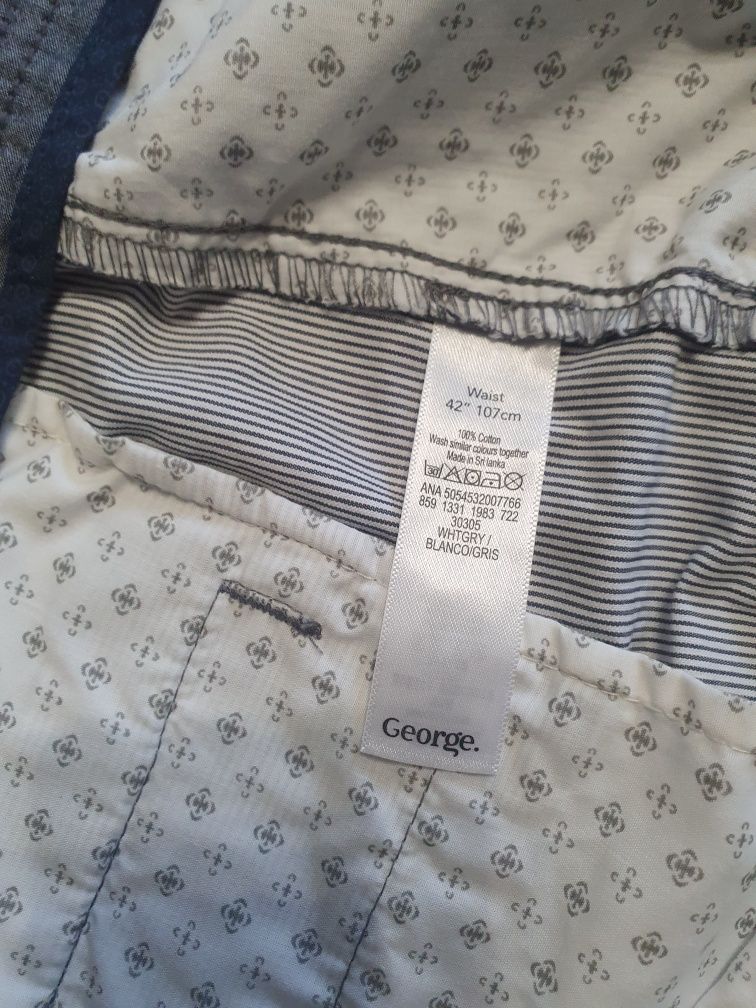 Waist
42" 107cm
100% Cotton
Wash similar colours together
Made in Sri lanka
30
ANA 5054532007766
859 1331 1983 722
30305
WHTGRY /
BLANCO/GRIS
George.